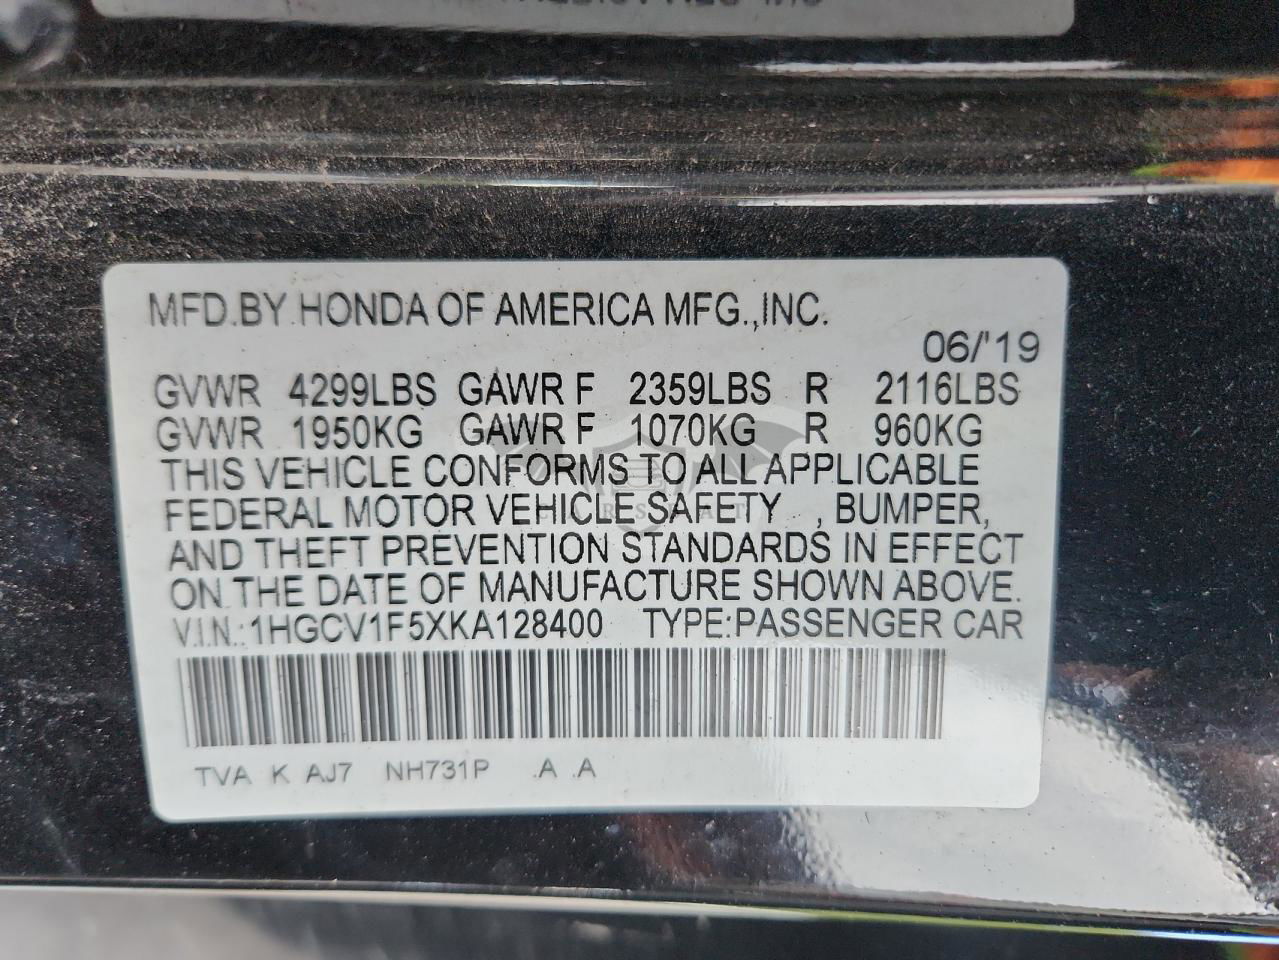 MFD.BY HONDA OF AMERICA MFG.,INC.
06/'19
GVWR 4299LBS GAWR F 2359LBS R 2116LBS
GVWR 1950KG GAWR F 1070KG R 960KG
THIS VEHICLE CONFORMS TO ALL APPLICABLE
FEDERAL MOTOR VEHICLE SAFETY , BUMPER,
AND THEFT PREVENTION STANDARDS IN EFFECT
ON THE DATE OF MANUFACTURE SHOWN ABOVE.
V.I.N.:1HGCV1F5XKA128400 TYPE:PASSENGER CAR
TVA K AJ7 NH731P .A .A